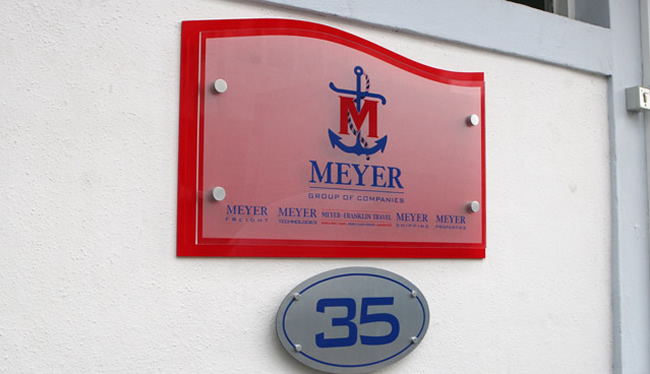 M
MEYER
GROUP OF COMPANIES
MEYER MEYER MEYER-FRANKLIN TRAVEL MEYER MEYER
FREIGHT TECHNOLOGIES SHIPPING PROPERTIES
35